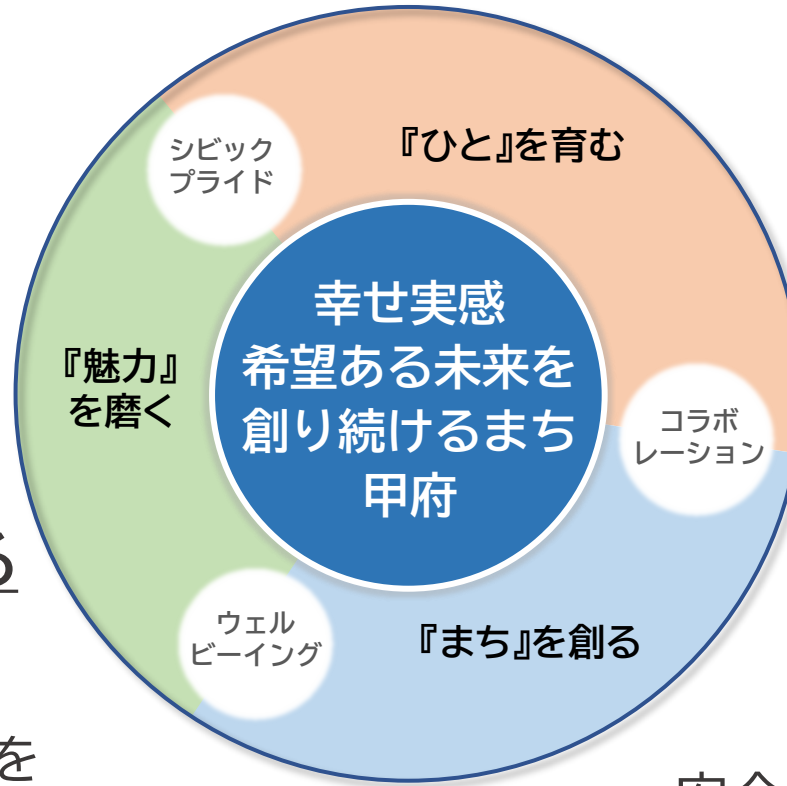 シビック
プライド
『ひと』を育む
幸せ実感
希望ある未来を
創り続けるまち
甲府
『魅力』
を磨く
コラボ
レーション
る
ウェル
ビーイング
『まち』を創る
を